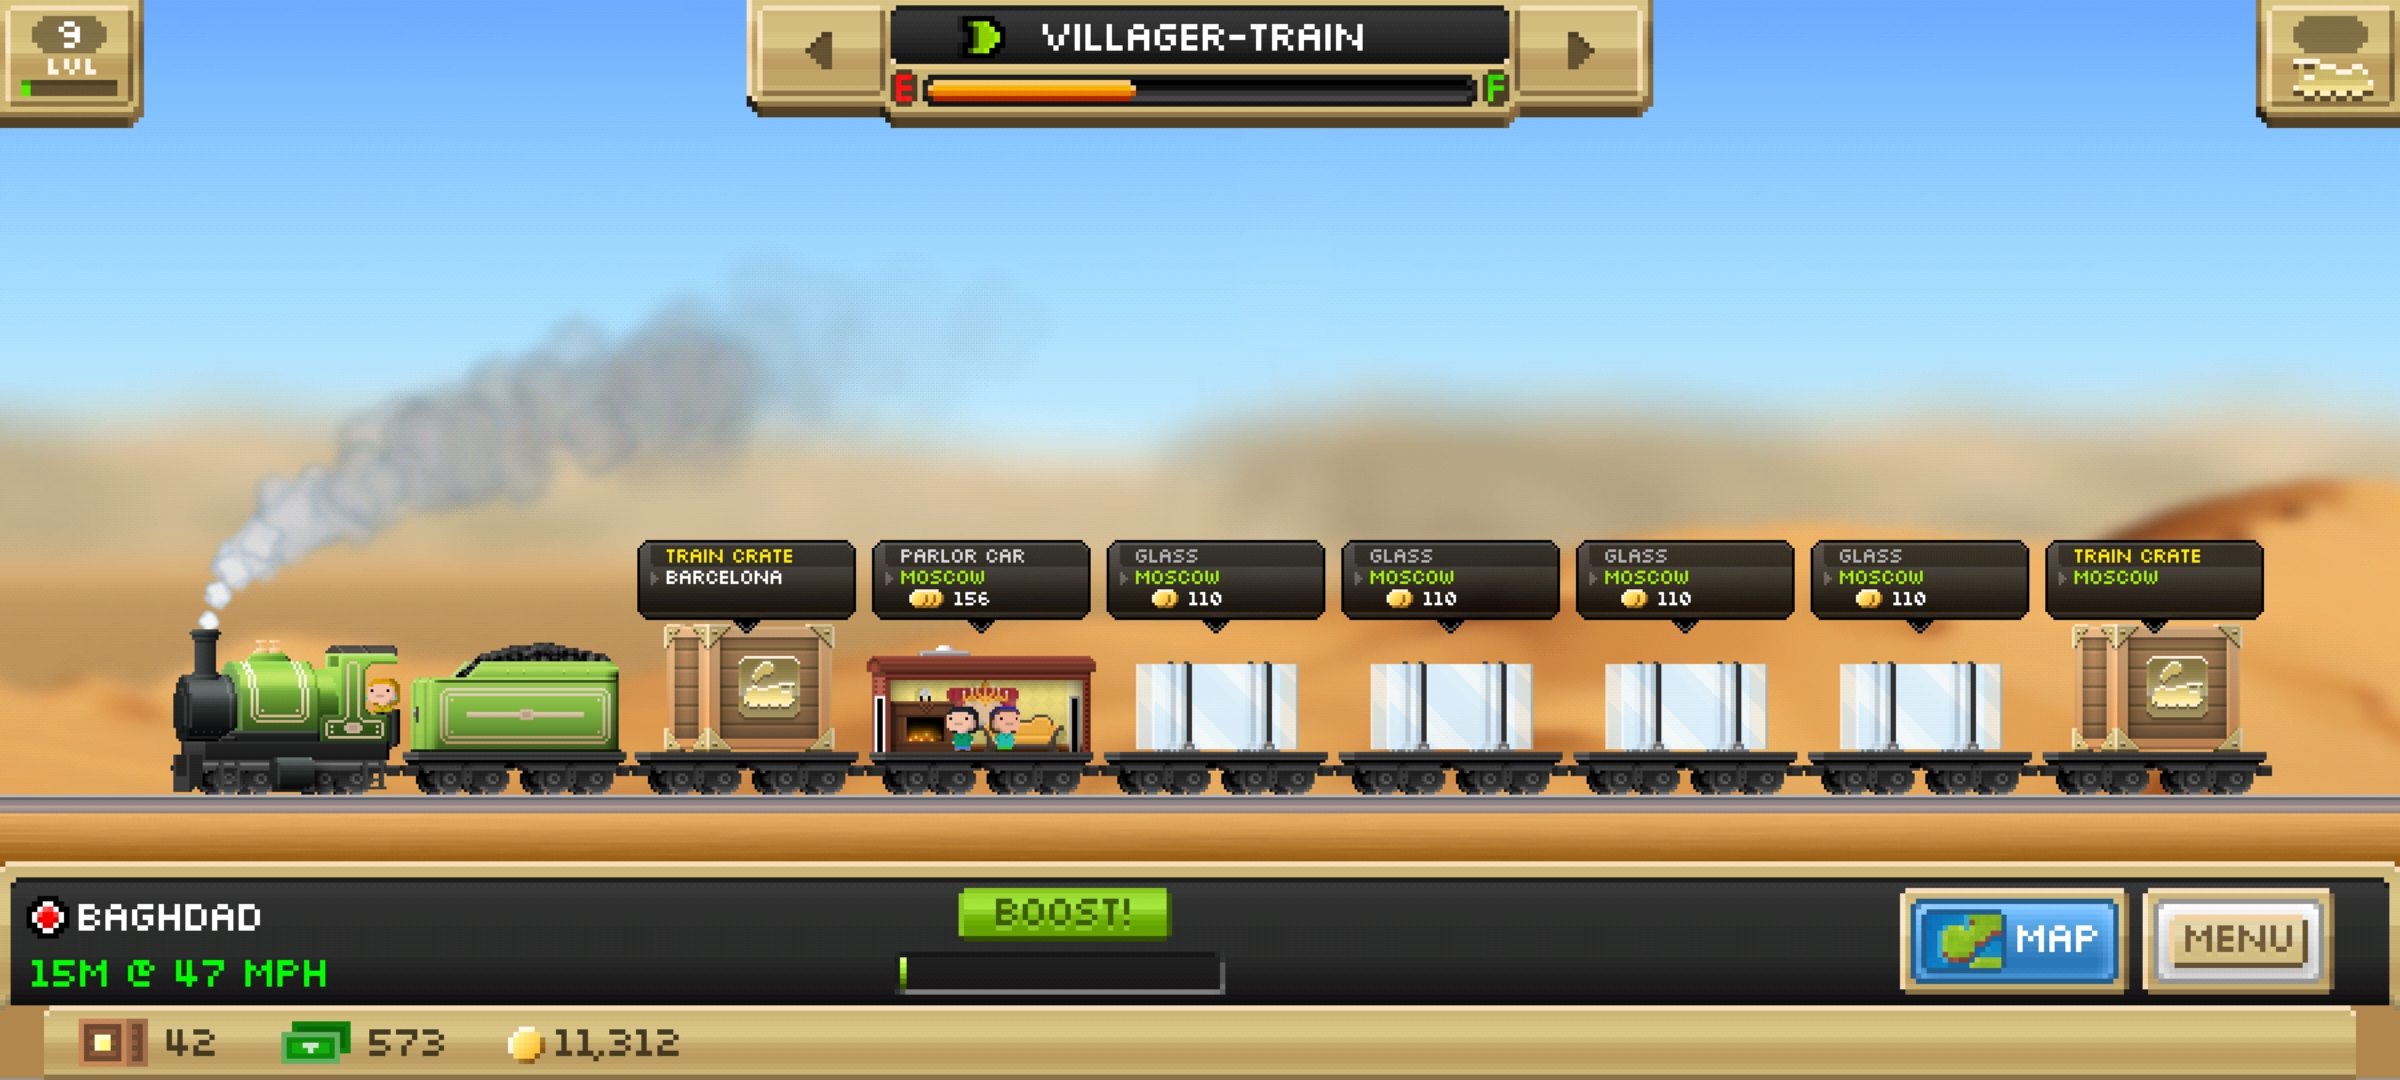 9
LVL
VILLAGER-TRAIN
E F
TRAIN CRATE
BARCELONA
PARLOR CAR
MOSCOW
156
GLASS
MOSCOW
110
GLASS
MOSCOW
110
GLASS
MOSCOW
110
GLASS
MOSCOW
110
TRAIN CRATE
MOSCOW
BAGHDAD
15M @ 47 MPH
BOOST!
MAP
MENU
42
573
11,312